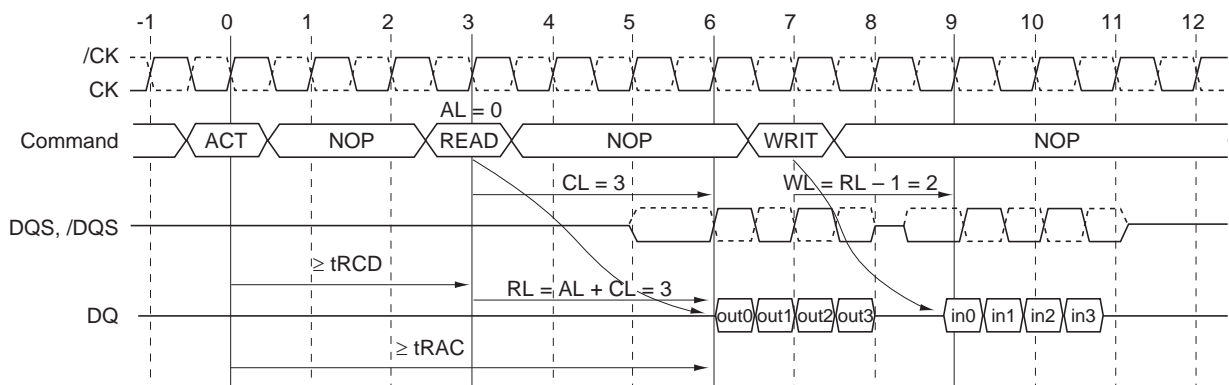 -1 0 1 2 3 4 5 6 7 8 9 10 11 12
/CK
CK
AL = 0
Command ACT NOP READ NOP WRIT NOP
CL = 3 WL = RL – 1 = 2
DQS, /DQS
≥ tRCD
RL = AL + CL = 3
DQ out0 out1 out2 out3 in0 in1 in2 in3
≥ tRAC